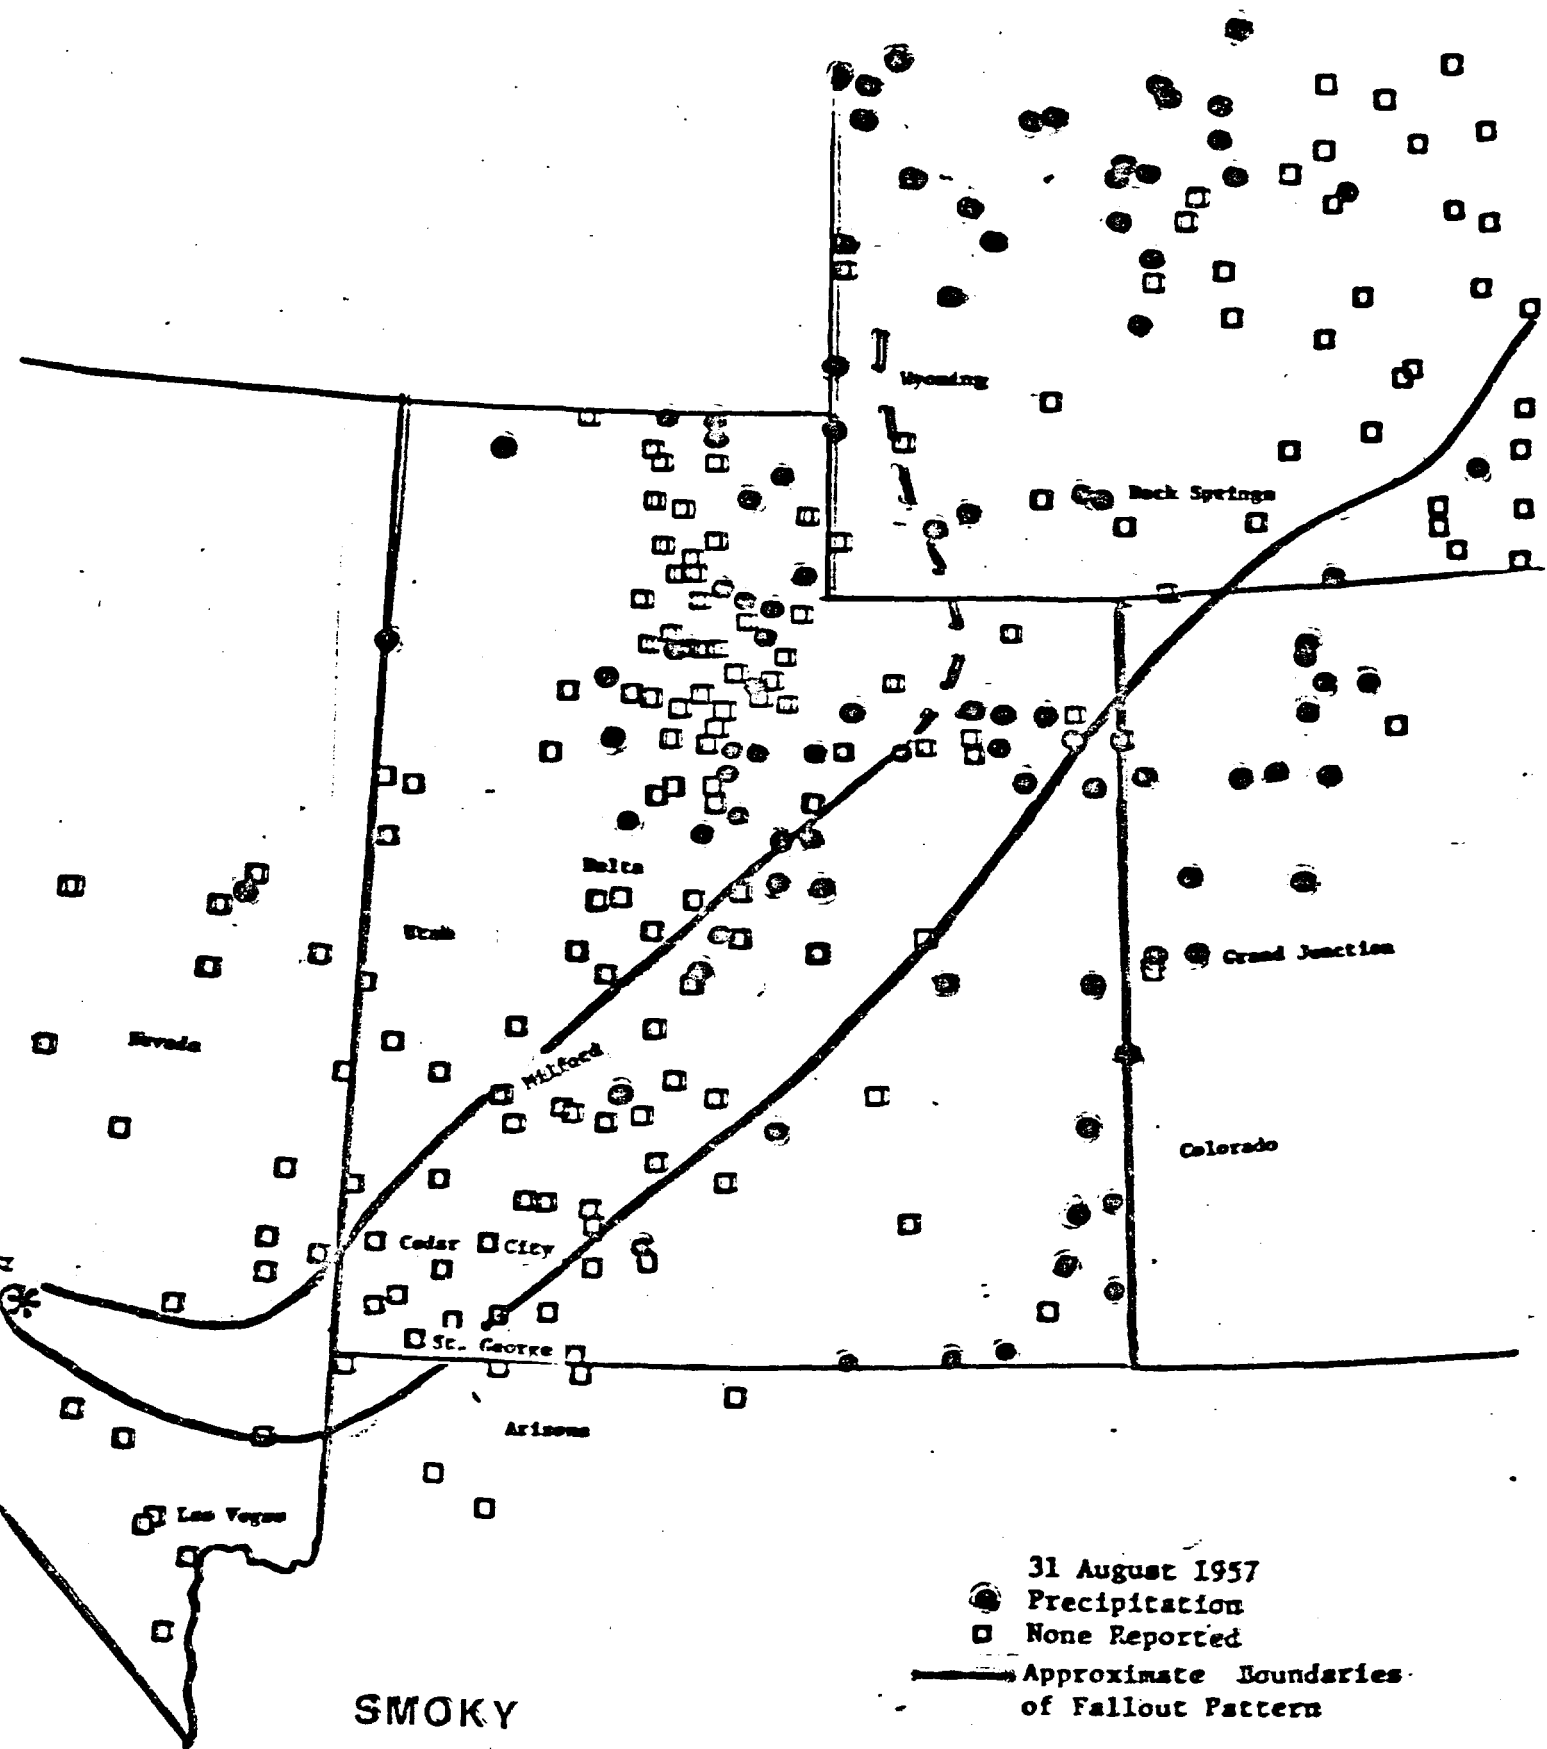 Wyoming
Rock Springs
Delta
Utah
Grand Junction
Nevada
Milford
Colorado
Cedar City
St. George
Arizona
Las Vegas
31 August 1957
Precipitation
None Reported
Approximate Boundaries
of Fallout Pattern
SMOKY